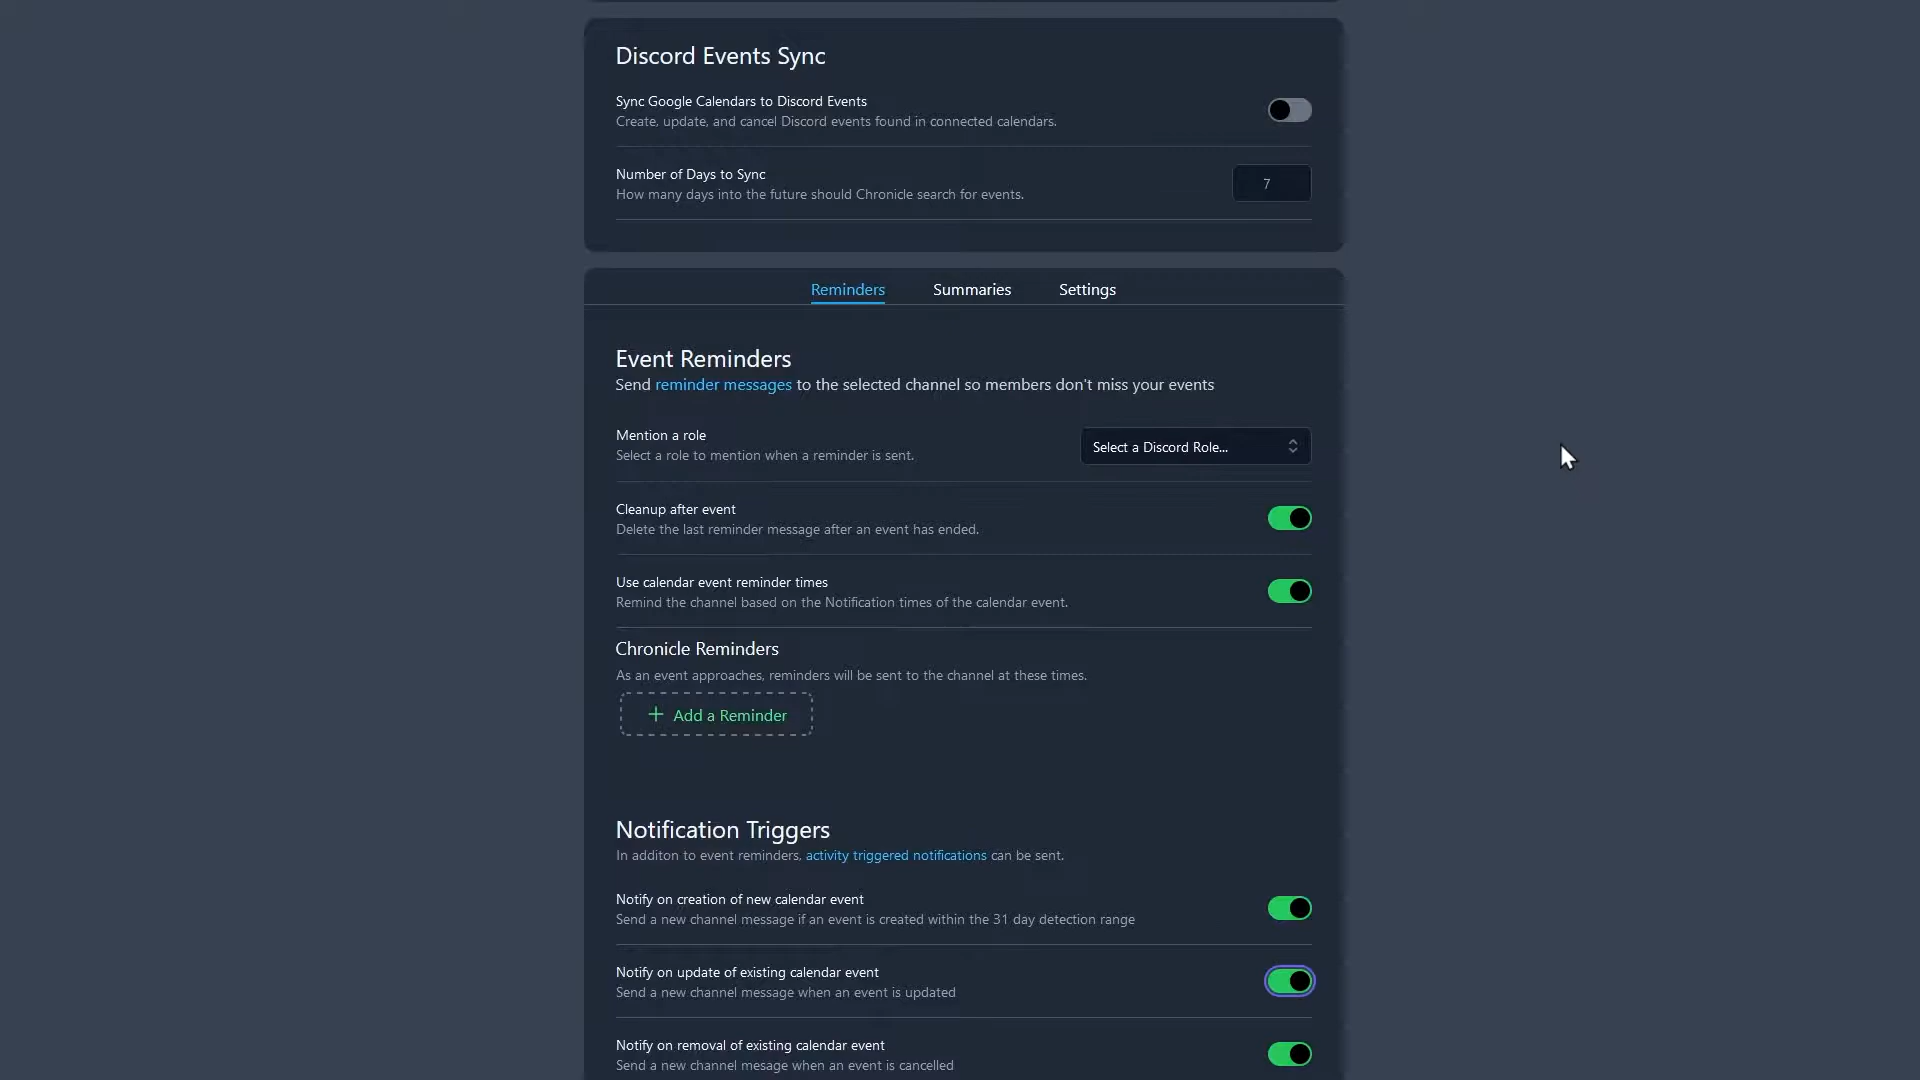 Discord Events Sync
Sync Google Calendars to Discord Events
Create, update, and cancel Discord events found in connected calendars.
Number of Days to Sync
How many days into the future should Chronicle search for events.
7
Reminders
Summaries
Settings
Event Reminders
Send reminder messages to the selected channel so members don't miss your events
Mention a role
Select a role to mention when a reminder is sent.
Select a Discord Role...
Cleanup after event
Delete the last reminder message after an event has ended.
Use calendar event reminder times
Remind the channel based on the Notification times of the calendar event.
Chronicle Reminders
As an event approaches, reminders will be sent to the channel at these times.
+ Add a Reminder
Notification Triggers
In additon to event reminders, activity triggered notifications can be sent.
Notify on creation of new calendar event
Send a new channel message if an event is created within the 31 day detection range
Notify on update of existing calendar event
Send a new channel message when an event is updated
Notify on removal of existing calendar event
Send a new channel mesage when an event is cancelled